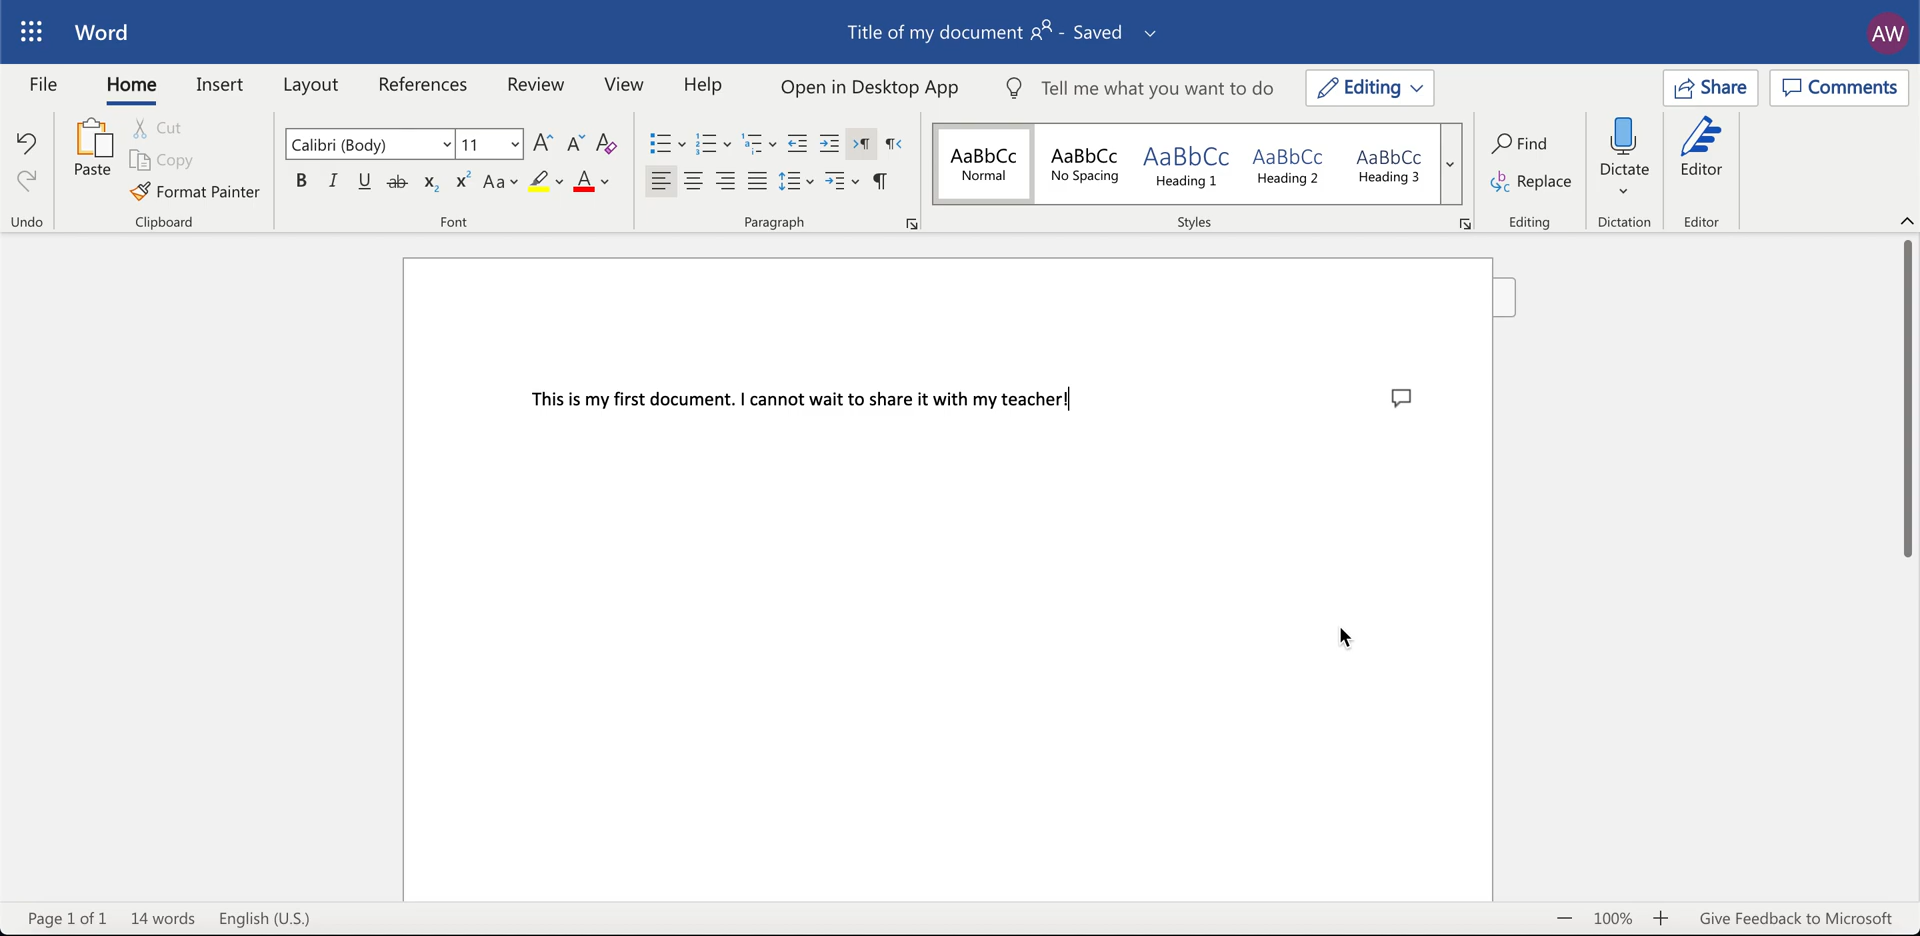 Word
Title of my document - Saved
AW
File Home Insert Layout References Review View Help Open in Desktop App Tell me what you want to do Editing Share Comments
Paste
Cut
Copy
Format Painter
Calibri (Body) 11
B I U ab x₂ x² Aa A
AaBbCc AaBbCc AaBbCc AaBbCc AaBbCc
Normal No Spacing Heading 1 Heading 2 Heading 3
Find
Replace
Dictate
Editor
Undo Clipboard Font Paragraph Styles Editing Dictation Editor
This is my first document. I cannot wait to share it with my teacher!
Page 1 of 1 14 words English (U.S.) 100% Give Feedback to Microsoft